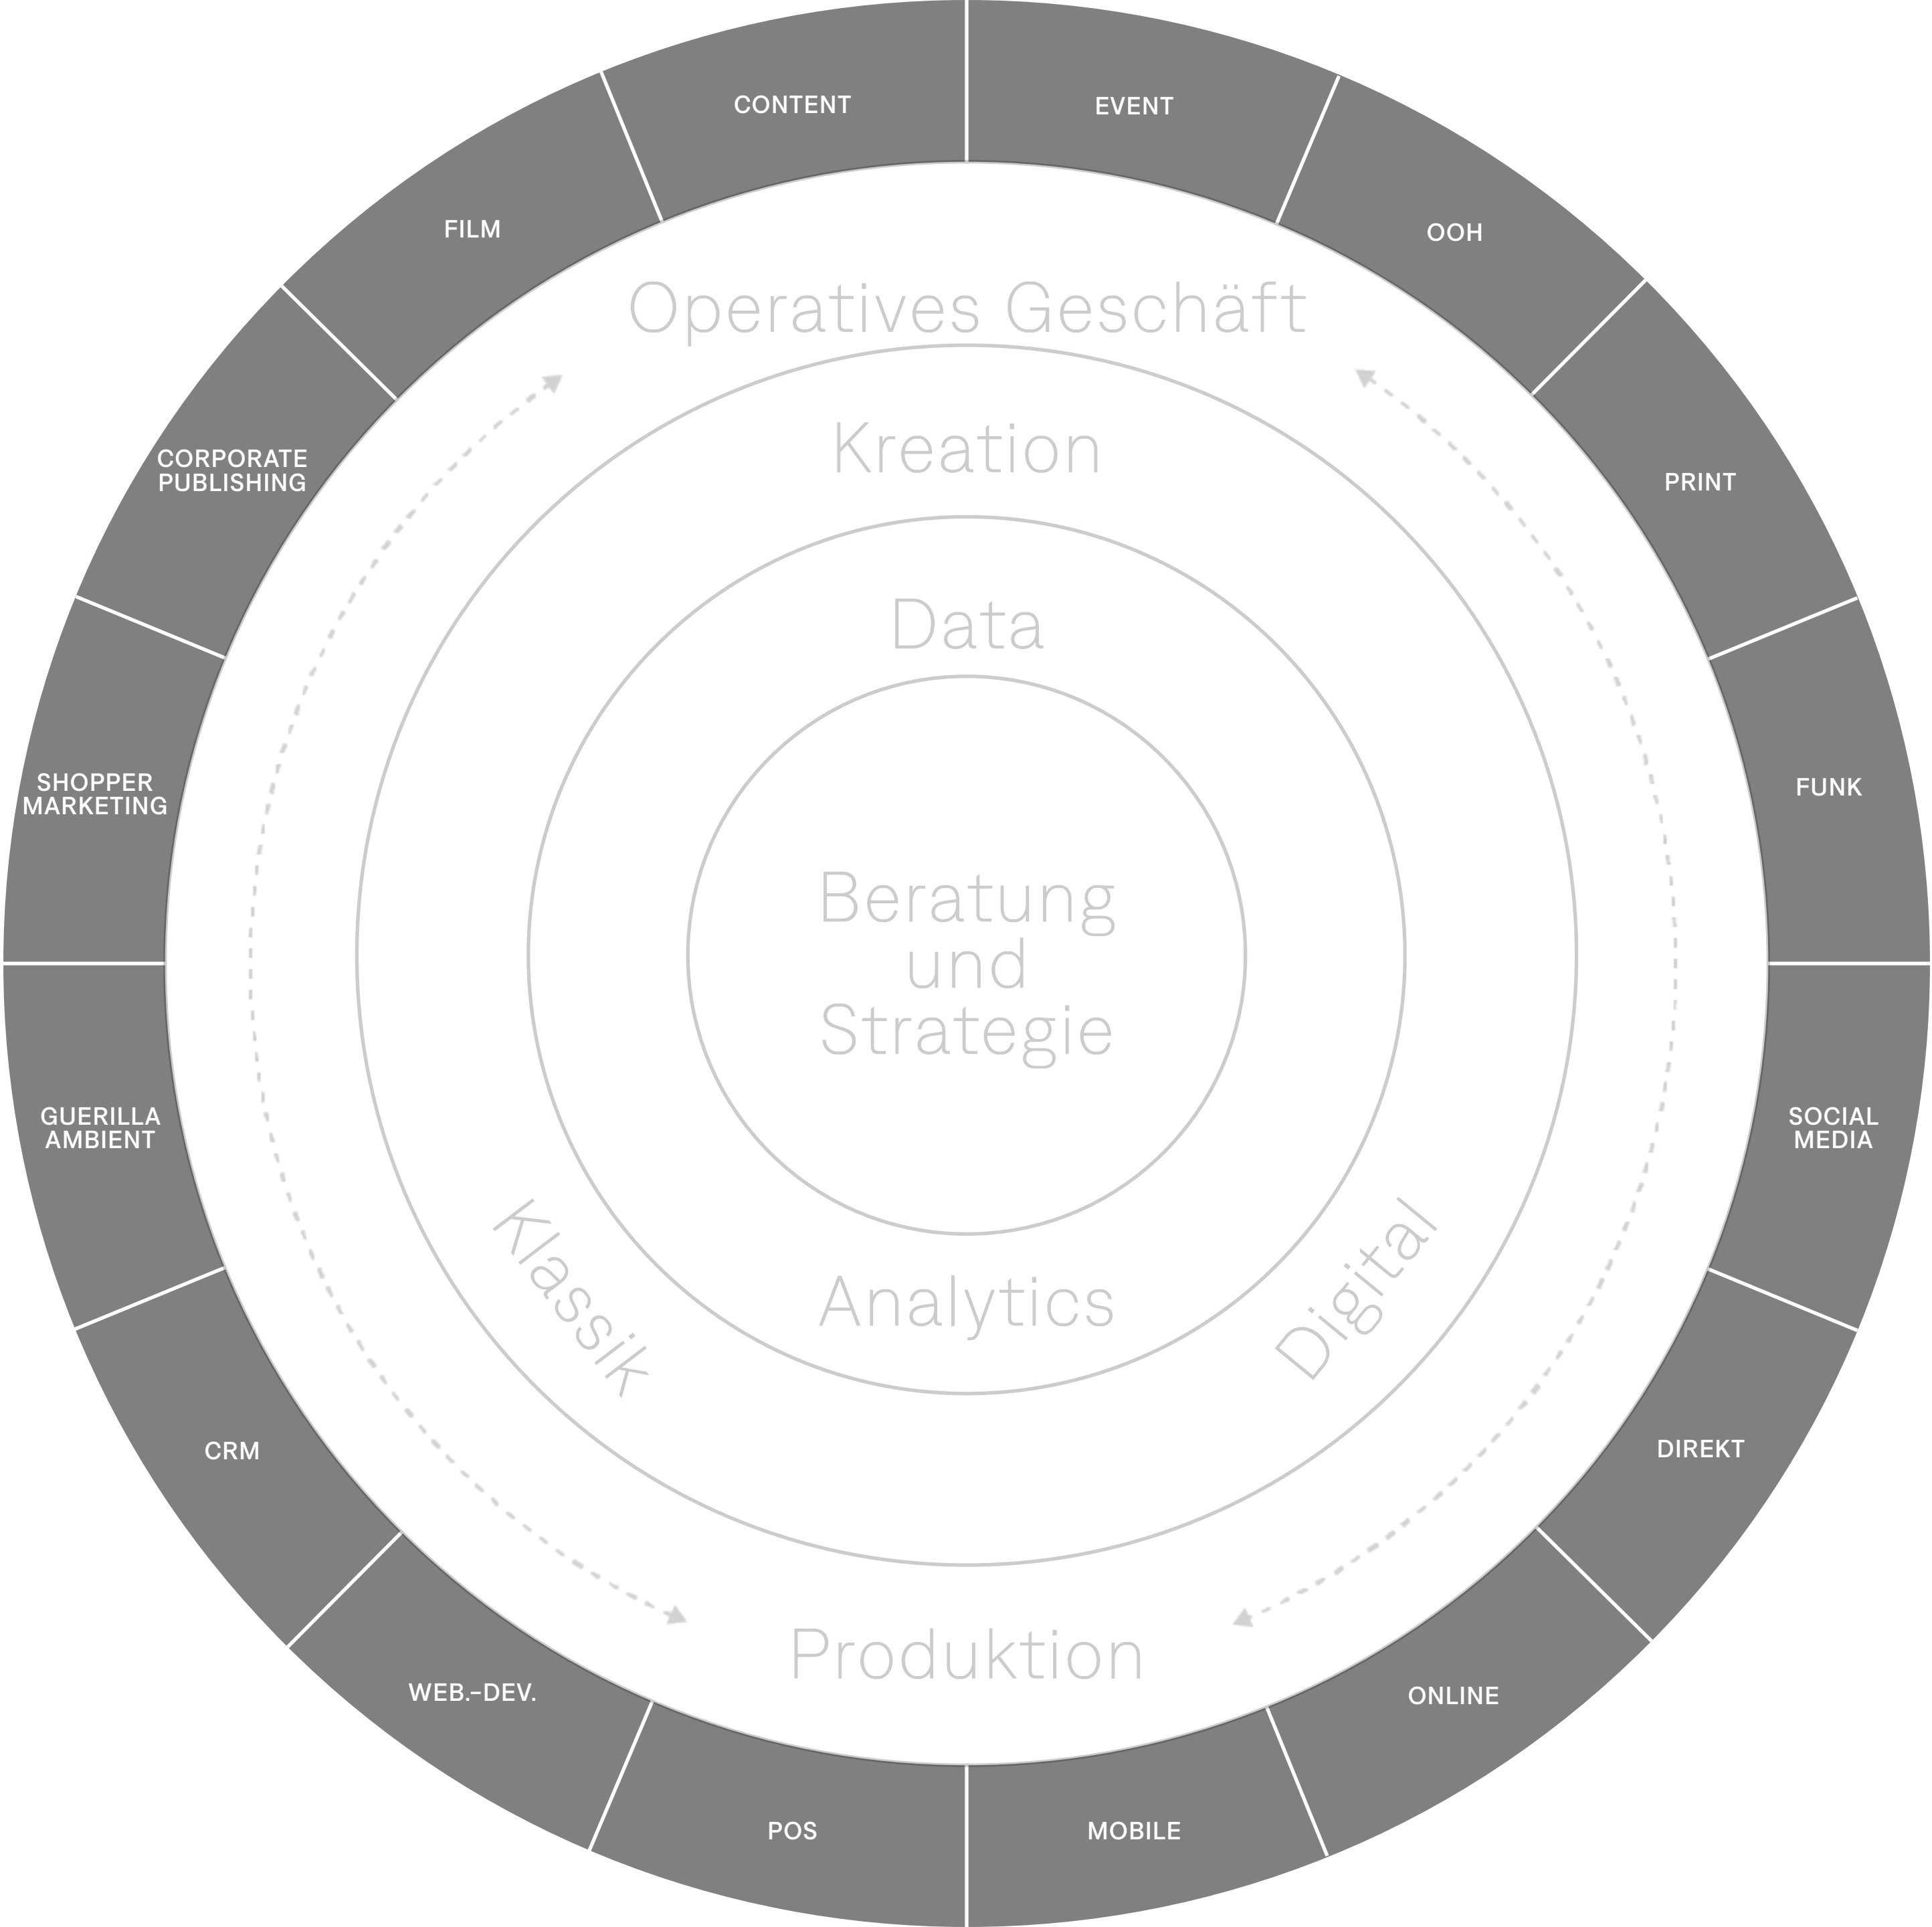 CONTENT
EVENT
OOH
PRINT
FUNK
SOCIAL
MEDIA
DIREKT
ONLINE
MOBILE
POS
WEB.-DEV.
CRM
GUERILLA
AMBIENT
SHOPPER
MARKETING
CORPORATE
PUBLISHING
FILM
Operatives Geschäft
Kreation
Data
Beratung
und
Strategie
Analytics
Klassik
Digital
Produktion